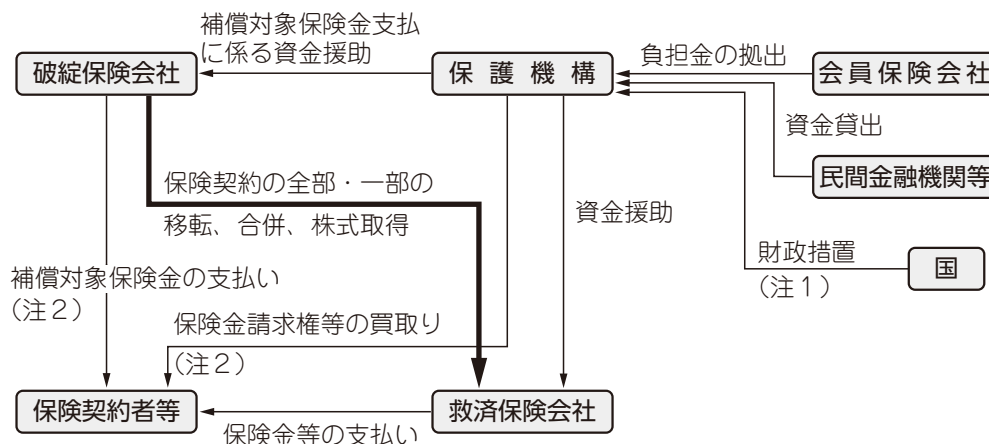 補償対象保険金支払
に係る資金援助
破綻保険会社
保護機構
負担金の拠出
会員保険会社
資金貸出
民間金融機関等
保険契約の全部・一部の
移転、合併、株式取得
資金援助
財政措置
（注１）
国
補償対象保険金の支払い
（注２）
保険金請求権等の買取り
（注２）
保険契約者等
救済保険会社
保険金等の支払い